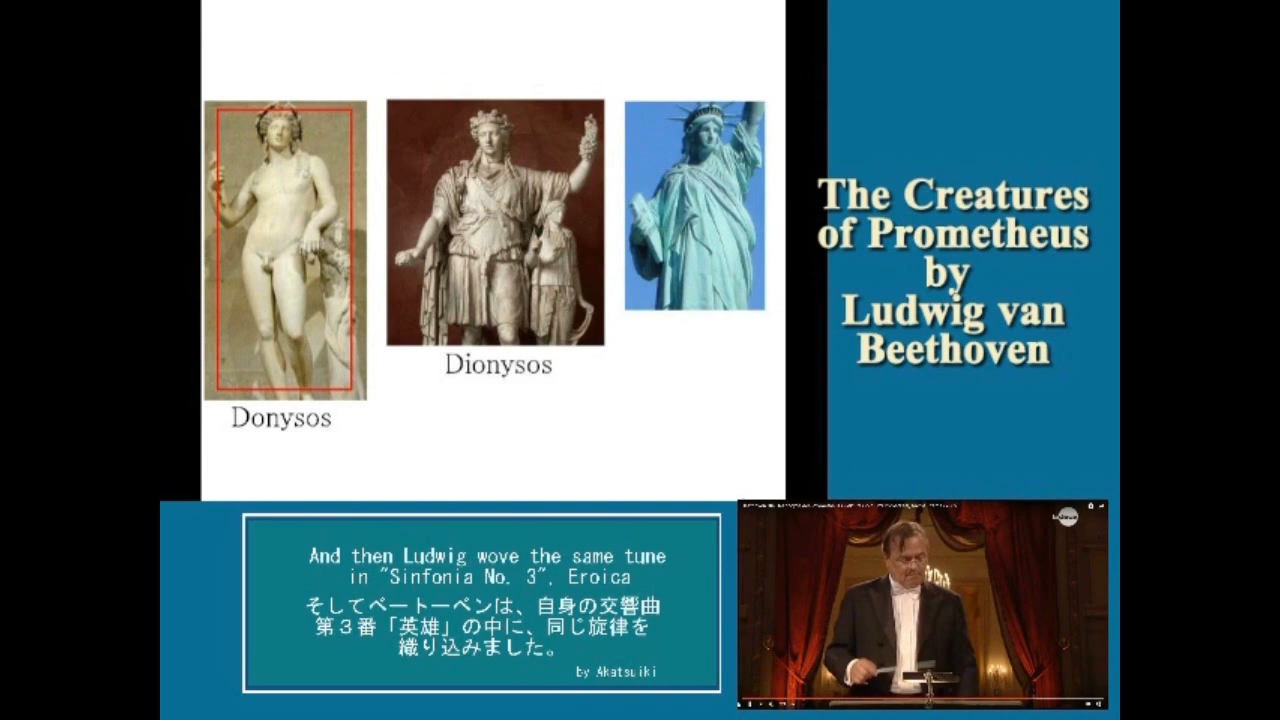 The Creatures
of Prometheus
by
Ludwig van
Beethoven
Donysos
Dionysos
And then Ludwig wove the same tune
in "Sinfonia No. 3", Eroica
そしてベートーベンは、自身の交響曲
第３番「英雄」の中に、同じ旋律を
織り込みました。
by Akatsuiki